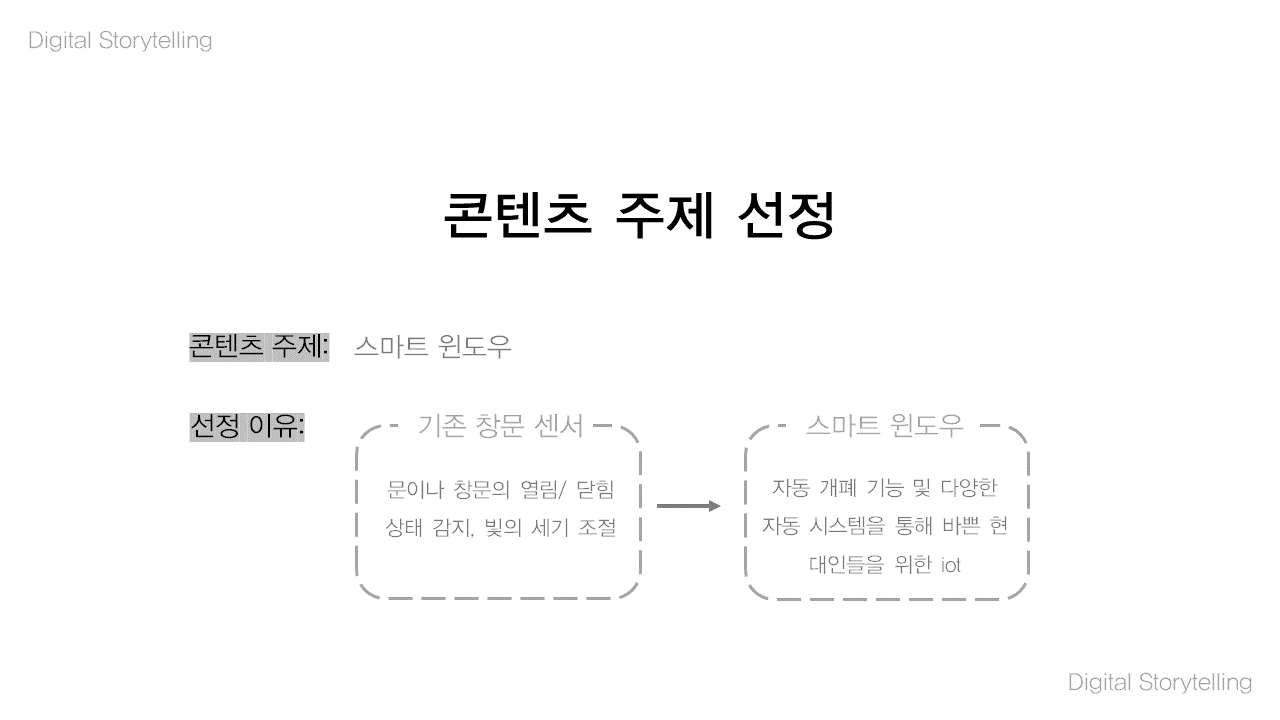 Digital Storytelling
콘텐츠 주제 선정
콘텐츠 주제: 스마트 윈도우
선정 이유:
기존 창문 센서
문이나 창문의 열림/ 닫힘
상태 감지, 빛의 세기 조절
스마트 윈도우
자동 개폐 기능 및 다양한
자동 시스템을 통해 바쁜 현
대인들을 위한 iot
Digital Storytelling